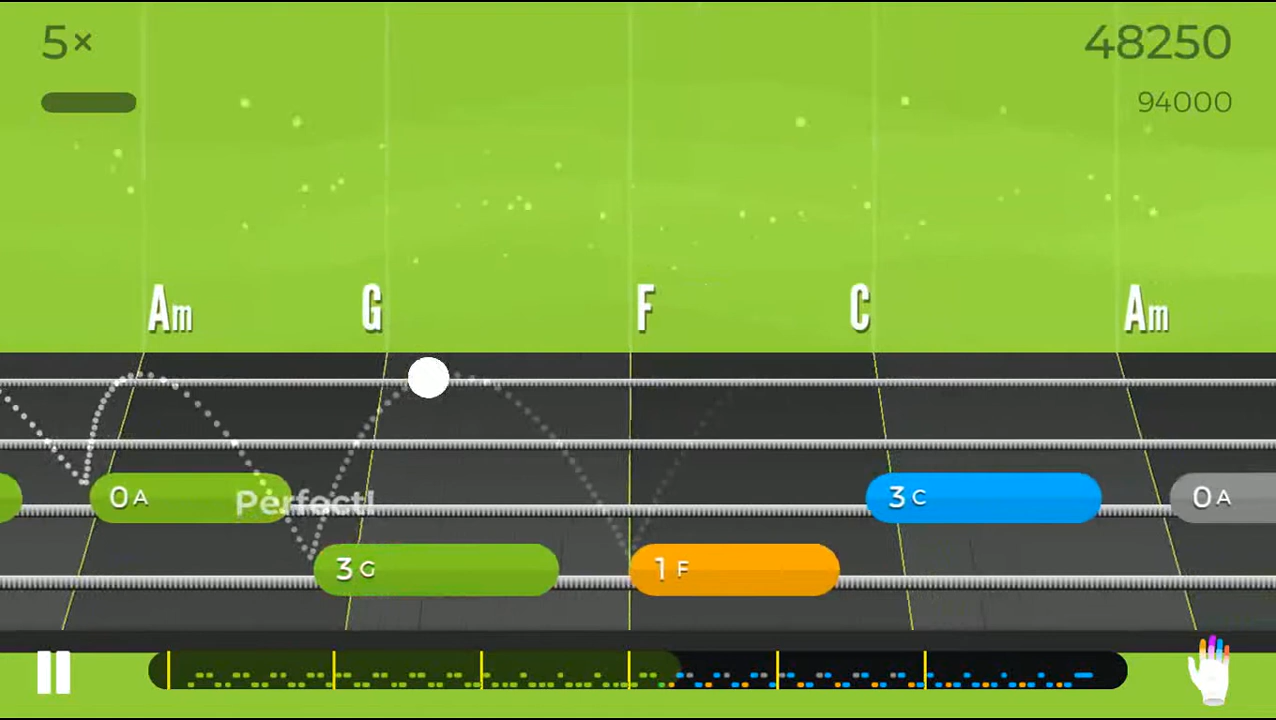 5×
48250
94000
Am G F C Am
0 A Perfect! 3 C 0 A
3 G 1 F